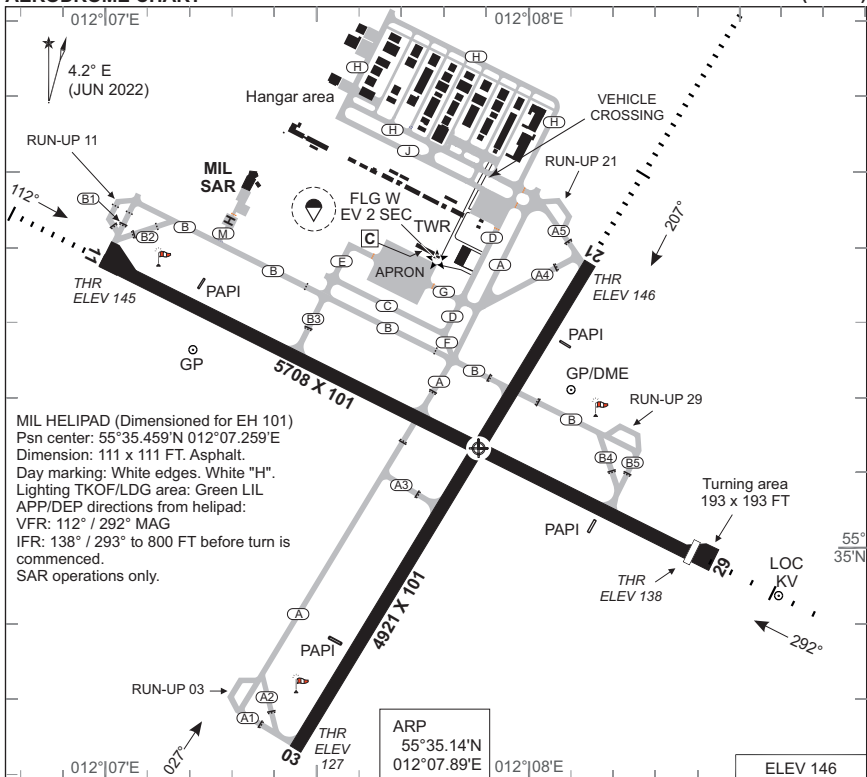 012°07'E
012°08'E
4.2° E
(JUN 2022)
Hangar area
H
H
H
H
H
J
VEHICLE
CROSSING
RUN-UP 11
RUN-UP 21
MIL
SAR
112°
B1
B2
B
M
H
FLG W
EV 2 SEC
TWR
C
D
A5
207°
11
THR
ELEV 145
PAPI
B
E
APRON
G
A
A4
21
THR
ELEV 146
C
B
D
B3
F
PAPI
GP
5708 X 101
B
A
GP/DME
RUN-UP 29
B
MIL HELIPAD (Dimensioned for EH 101)
Psn center: 55°35.459'N 012°07.259'E
Dimension: 111 x 111 FT. Asphalt.
Day marking: White edges. White "H".
Lighting TKOF/LDG area: Green LIL
APP/DEP directions from helipad:
VFR: 112° / 292° MAG
IFR: 138° / 293° to 800 FT before turn is
commenced.
SAR operations only.
B4
B5
A3
Turning area
193 x 193 FT
PAPI
55°
35'N
29
THR
ELEV 138
LOC
KV
292°
A
4921 X 101
PAPI
RUN-UP 03
A2
A1
027°
03
THR
ELEV
127
ARP
55°35.14'N
012°07.89'E
012°07'E
012°08'E
ELEV 146